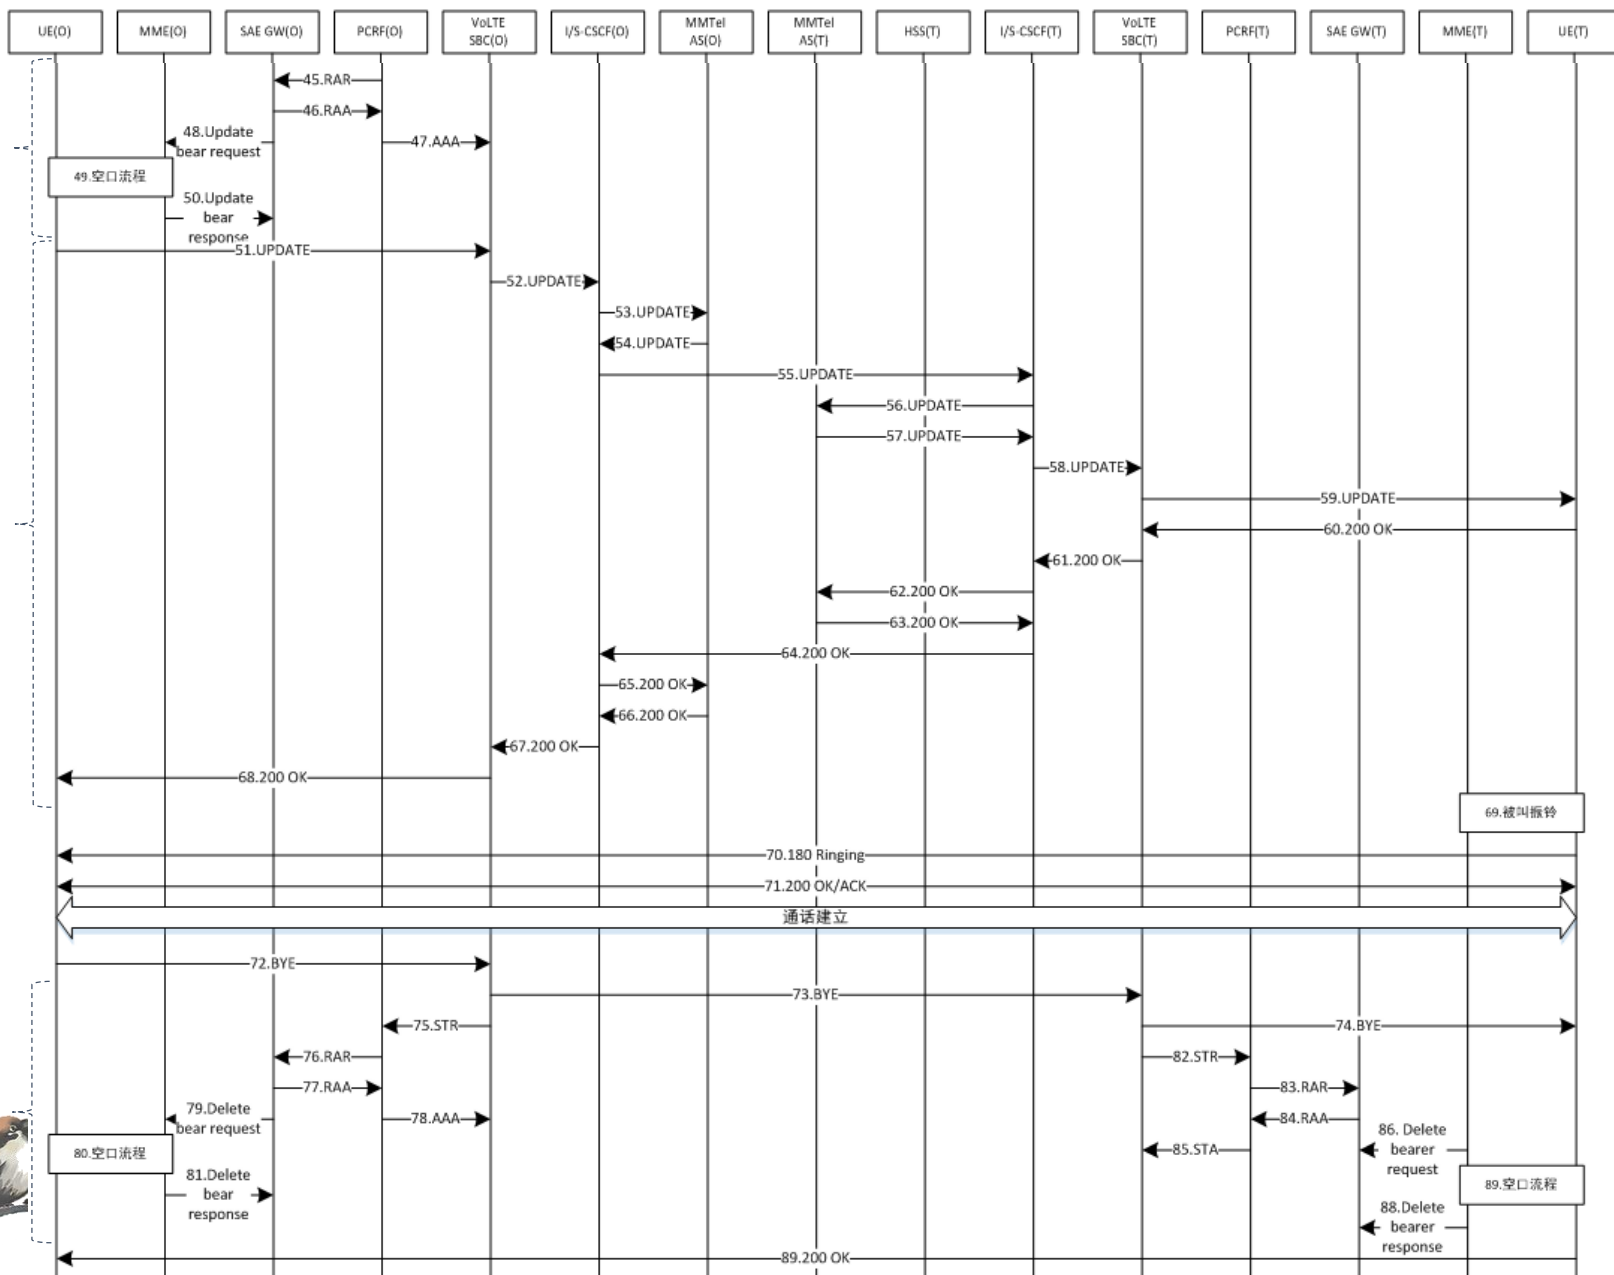 UE(O)
MME(O)
SAE GW(O)
PCRF(O)
VoLTE
SBC(O)
I/S-CSCF(O)
MMTel
AS(O)
MMTel
AS(T)
HSS(T)
I/S-CSCF(T)
VoLTE
SBC(T)
PCRF(T)
SAE GW(T)
MME(T)
UE(T)
45.RAR
46.RAA
48.Update
bear request
47.AAA
49.空口流程
50.Update
bear
response
51.UPDATE
52.UPDATE
53.UPDATE
54.UPDATE
55.UPDATE
56.UPDATE
57.UPDATE
58.UPDATE
59.UPDATE
60.200 OK
61.200 OK
62.200 OK
63.200 OK
64.200 OK
65.200 OK
66.200 OK
67.200 OK
68.200 OK
69.被叫振铃
70.180 Ringing
71.200 OK/ACK
通话建立
72.BYE
73.BYE
75.STR
74.BYE
76.RAR
82.STR
77.RAA
83.RAR
79.Delete
bear request
78.AAA
84.RAA
80.空口流程
85.STA
86. Delete
bearer
request
81.Delete
bear
response
89.空口流程
88.Delete
bearer
response
89.200 OK